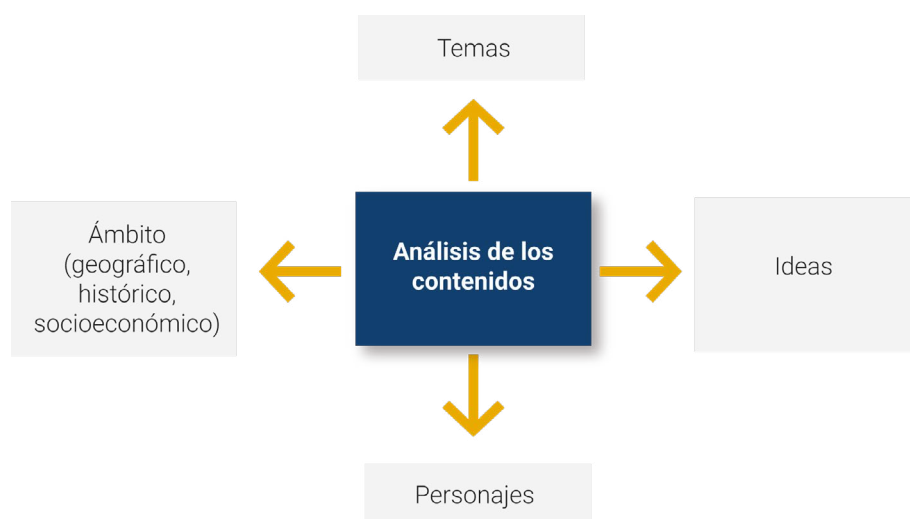 Temas
Ámbito
(geográfico,
histórico,
socioeconómico)
Análisis de los
contenidos
Ideas
Personajes